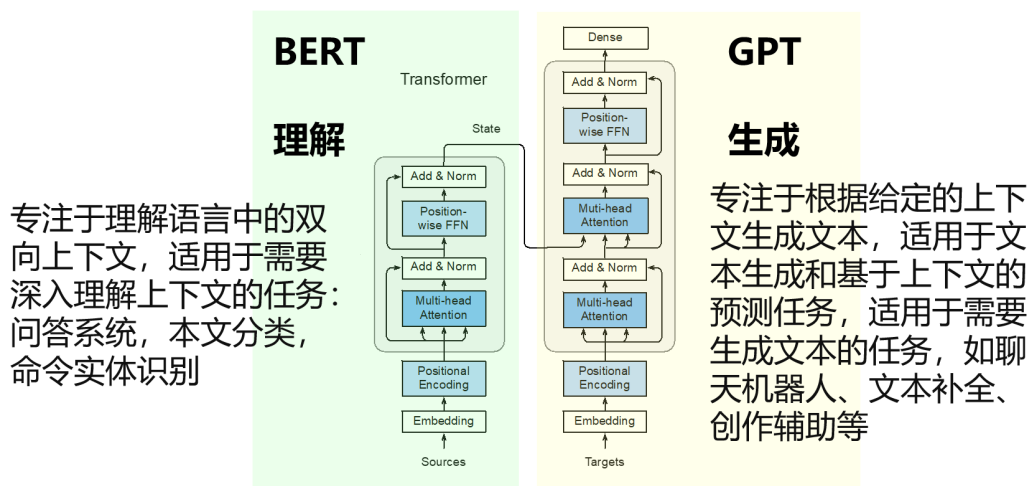 BERT
Transformer
理解
专注于理解语言中的双
向上下文，适用于需要
深入理解上下文的任务：
问答系统，本文分类，
命令实体识别
State
Add & Norm
Position-
wise FFN
Add & Norm
Multi-head
Attention
Positional
Encoding
Embedding
Sources
GPT
生成
专注于根据给定的上下
文生成文本，适用于文
本生成和基于上下文的
预测任务，适用于需要
生成文本的任务，如聊
天机器人、文本补全、
创作辅助等
Dense
Add & Norm
Position-
wise FFN
Add & Norm
Muti-head
Attention
Add & Norm
Multi-head
Attention
Positional
Encoding
Embedding
Targets